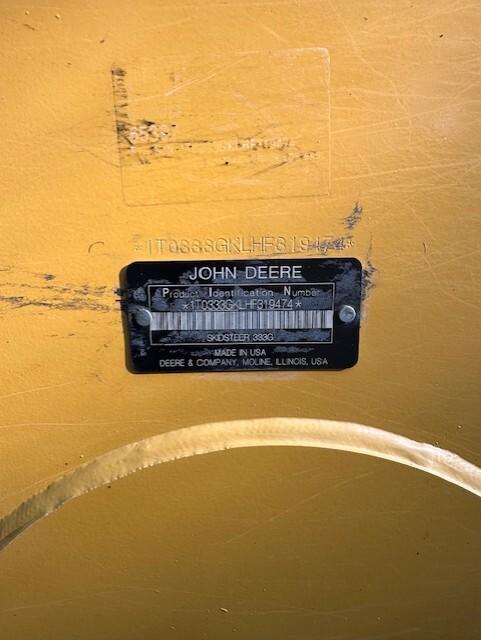 *1T0333GKLHF319474*
JOHN DEERE
Product Identification Number
*1T0333GKLHF319474*
SKIDSTEER 333G
MADE IN USA
DEERE & COMPANY, MOLINE, ILLINOIS, USA